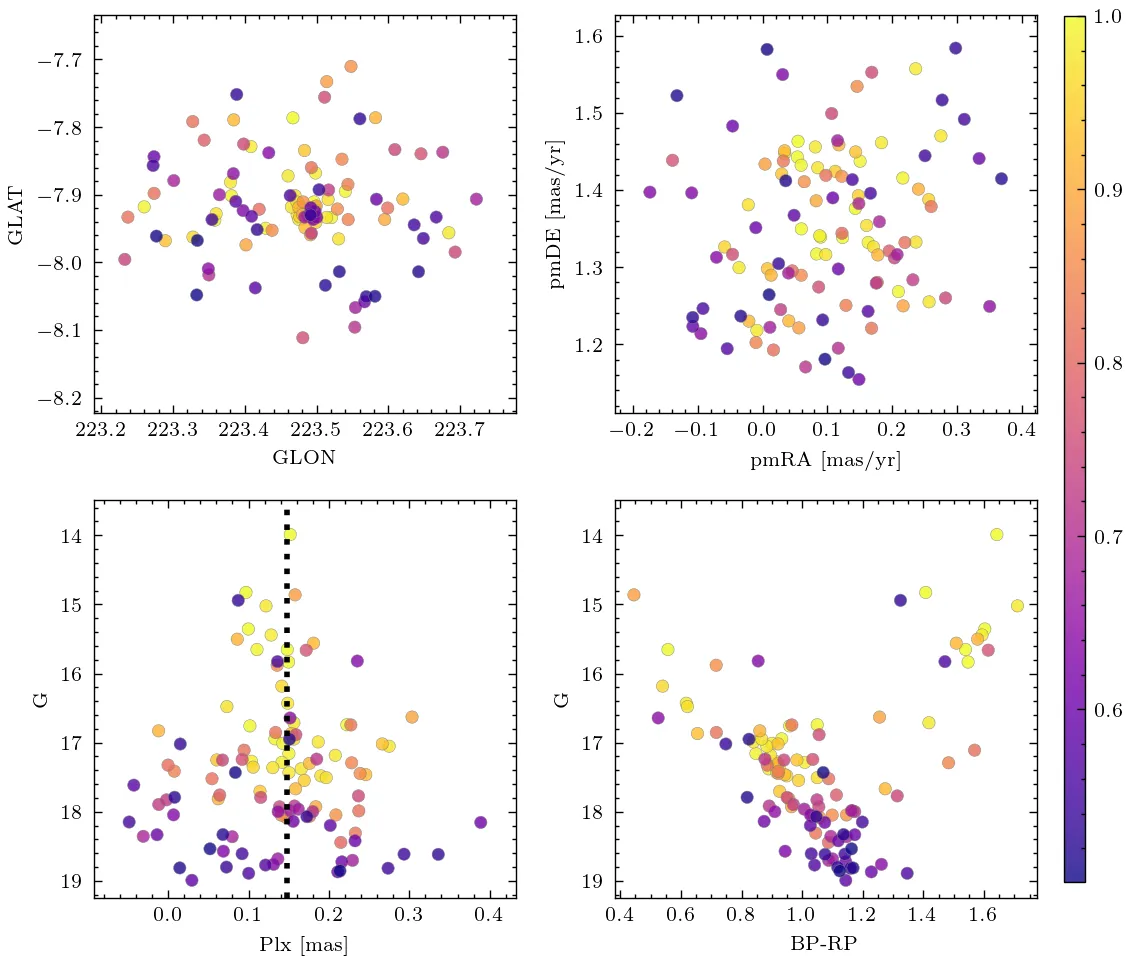 −7.7
−7.8
−7.9
−8.0
−8.1
−8.2
GLAT
223.2 223.3 223.4 223.5 223.6 223.7
GLON
1.6
1.5
1.4
1.3
1.2
pmDE [mas/yr]
−0.2 −0.1 0.0 0.1 0.2 0.3 0.4
pmRA [mas/yr]
1.0
0.9
0.8
0.7
0.6
14
15
16
17
18
19
G
0.0 0.1 0.2 0.3 0.4
Plx [mas]
14
15
16
17
18
19
G
0.4 0.6 0.8 1.0 1.2 1.4 1.6
BP-RP